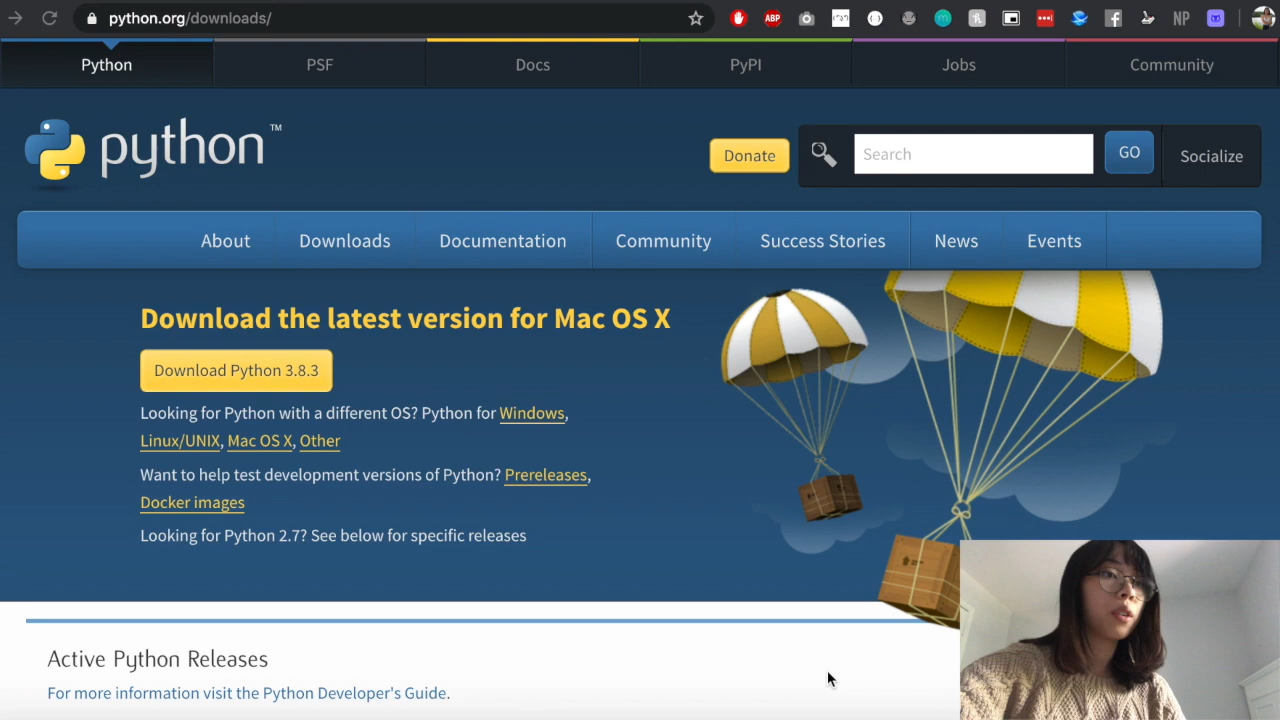 python.org/downloads/
ABP
NP
Python
PSF
Docs
PyPI
Jobs
Community
python™
Donate
Search
GO
Socialize
About
Downloads
Documentation
Community
Success Stories
News
Events
Download the latest version for Mac OS X
Download Python 3.8.3
Looking for Python with a different OS? Python for Windows,
Linux/UNIX, Mac OS X, Other
Want to help test development versions of Python? Prereleases,
Docker images
Looking for Python 2.7? See below for specific releases
Active Python Releases
For more information visit the Python Developer's Guide.